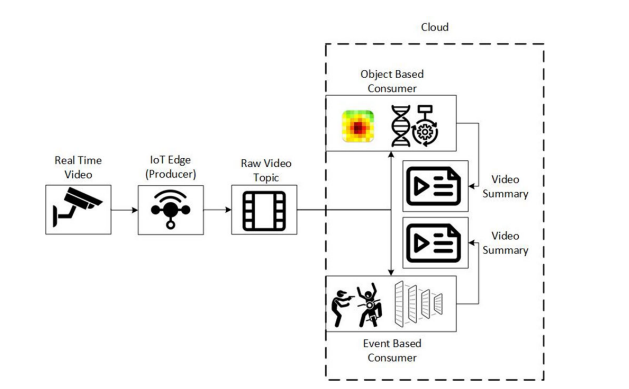 Cloud
Object Based
Consumer
Real Time
Video
IoT Edge
(Producer)
Raw Video
Topic
Video
Summary
Video
Summary
Event Based
Consumer